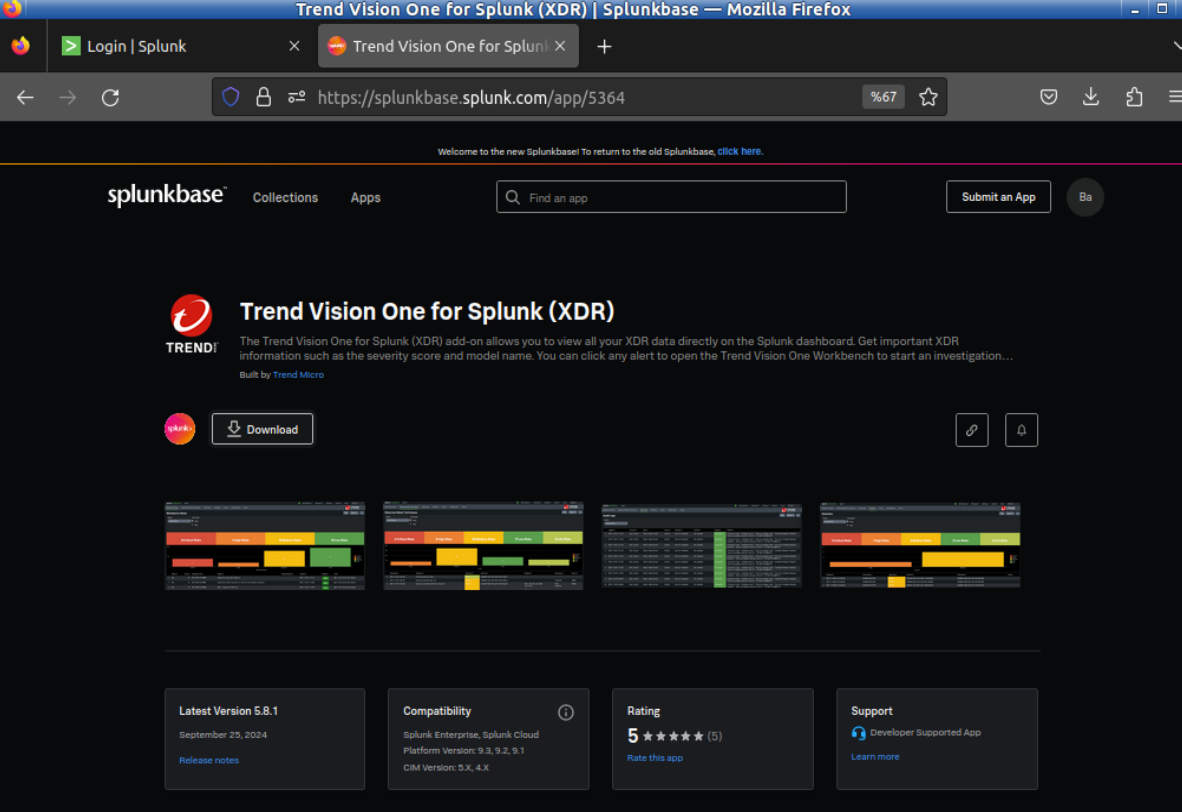 Trend Vision One for Splunk (XDR) | Splunkbase — Mozilla Firefox
Login | Splunk
Trend Vision One for Splun
https://splunkbase.splunk.com/app/5364
%67
Welcome to the new Splunkbase! To return to the old Splunkbase, click here.
splunkbase™
Collections
Apps
Find an app
Submit an App
Ba
TREND MICRO
Trend Vision One for Splunk (XDR)
The Trend Vision One for Splunk (XDR) add-on allows you to view all your XDR data directly on the Splunk dashboard. Get important XDR
information such as the severity score and model name. You can click any alert to open the Trend Vision One Workbench to start an investigation…
Built by Trend Micro
splunk>
Download
Latest Version 5.8.1
September 25, 2024
Release notes
Compatibility
Splunk Enterprise, Splunk Cloud
Platform Version: 9.3, 9.2, 9.1
CIM Version: 5.X, 4.X
Rating
5 ★★★★★ (5)
Rate this app
Support
Developer Supported App
Learn more